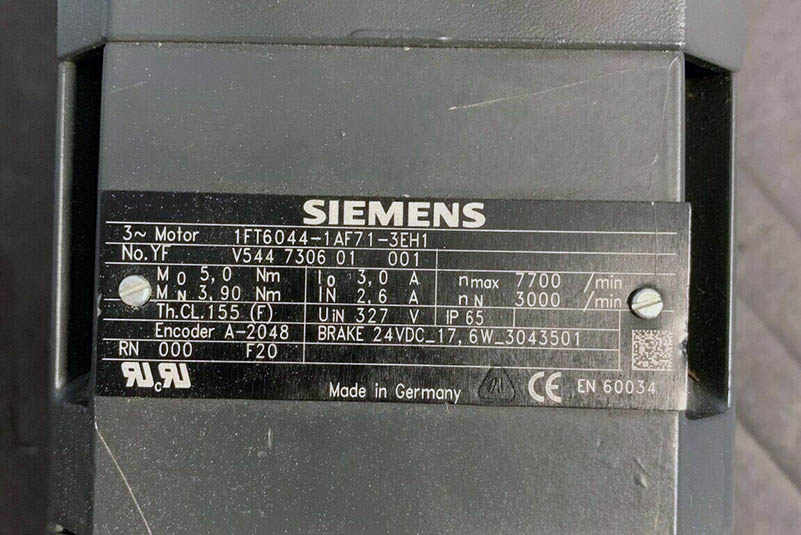 SIEMENS
3~ Motor 1FT6044-1AF71-3EH1
No.YF V544 7306 01 001
M0 5,0 Nm I0 3,0 A nmax 7700 /min
MN 3,90 Nm IN 2,6 A nN 3000 /min
Th.CL.155 (F) UIN 327 V IP 65
Encoder A-2048 BRAKE 24VDC_17,6W_3043501
RN 000 F20
Made in Germany CE EN 60034